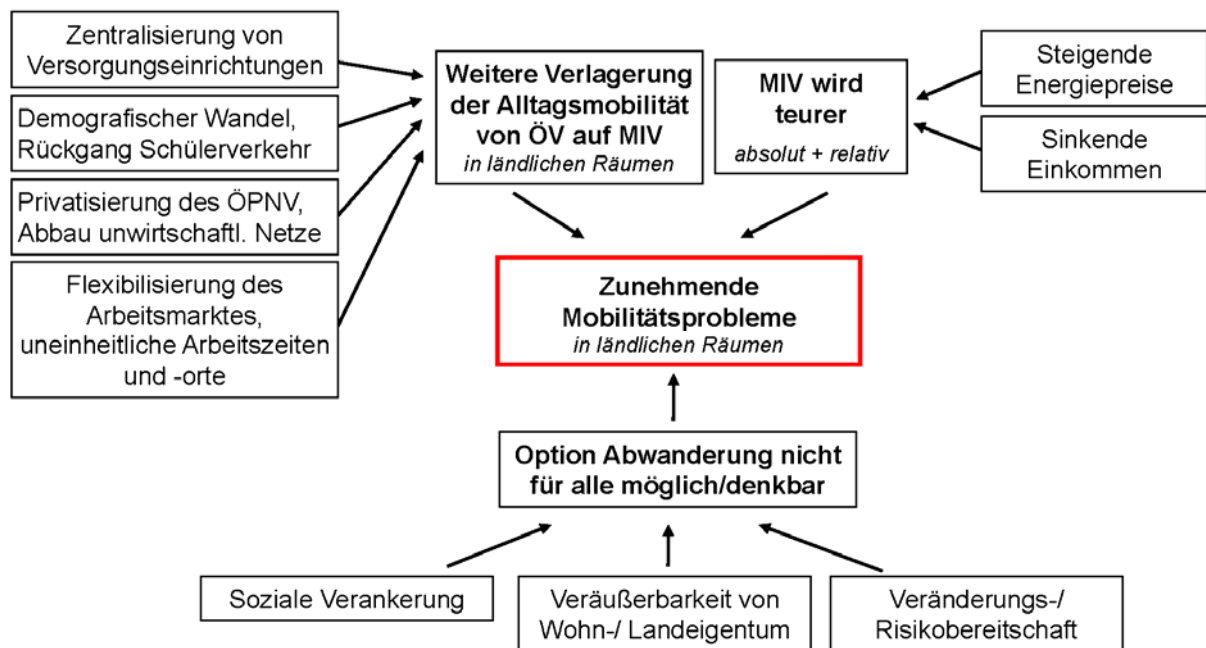 Zentralisierung von
Versorgungseinrichtungen
Demografischer Wandel,
Rückgang Schülerverkehr
Privatisierung des ÖPNV,
Abbau unwirtschaftl. Netze
Flexibilisierung des
Arbeitsmarktes,
uneinheitliche Arbeitszeiten
und -orte
Weitere Verlagerung
der Alltagsmobilität
von ÖV auf MIV
in ländlichen Räumen
MIV wird
teurer
absolut + relativ
Steigende
Energiepreise
Sinkende
Einkommen
Zunehmende
Mobilitätsprobleme
in ländlichen Räumen
Option Abwanderung nicht
für alle möglich/denkbar
Soziale Verankerung
Veräußerbarkeit von
Wohn-/ Landeigentum
Veränderungs-/
Risikobereitschaft